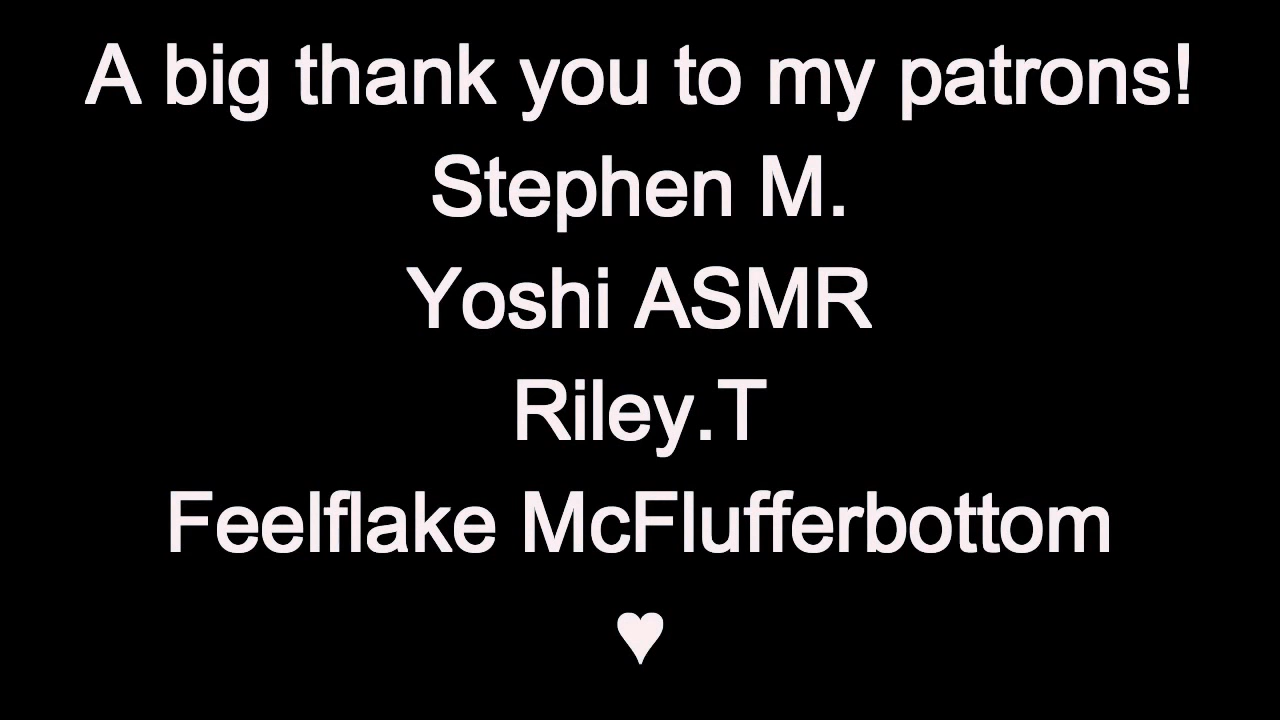 A big thank you to my patrons!
Stephen M.
Yoshi ASMR
Riley.T
Feelflake McFlufferbottom
♥